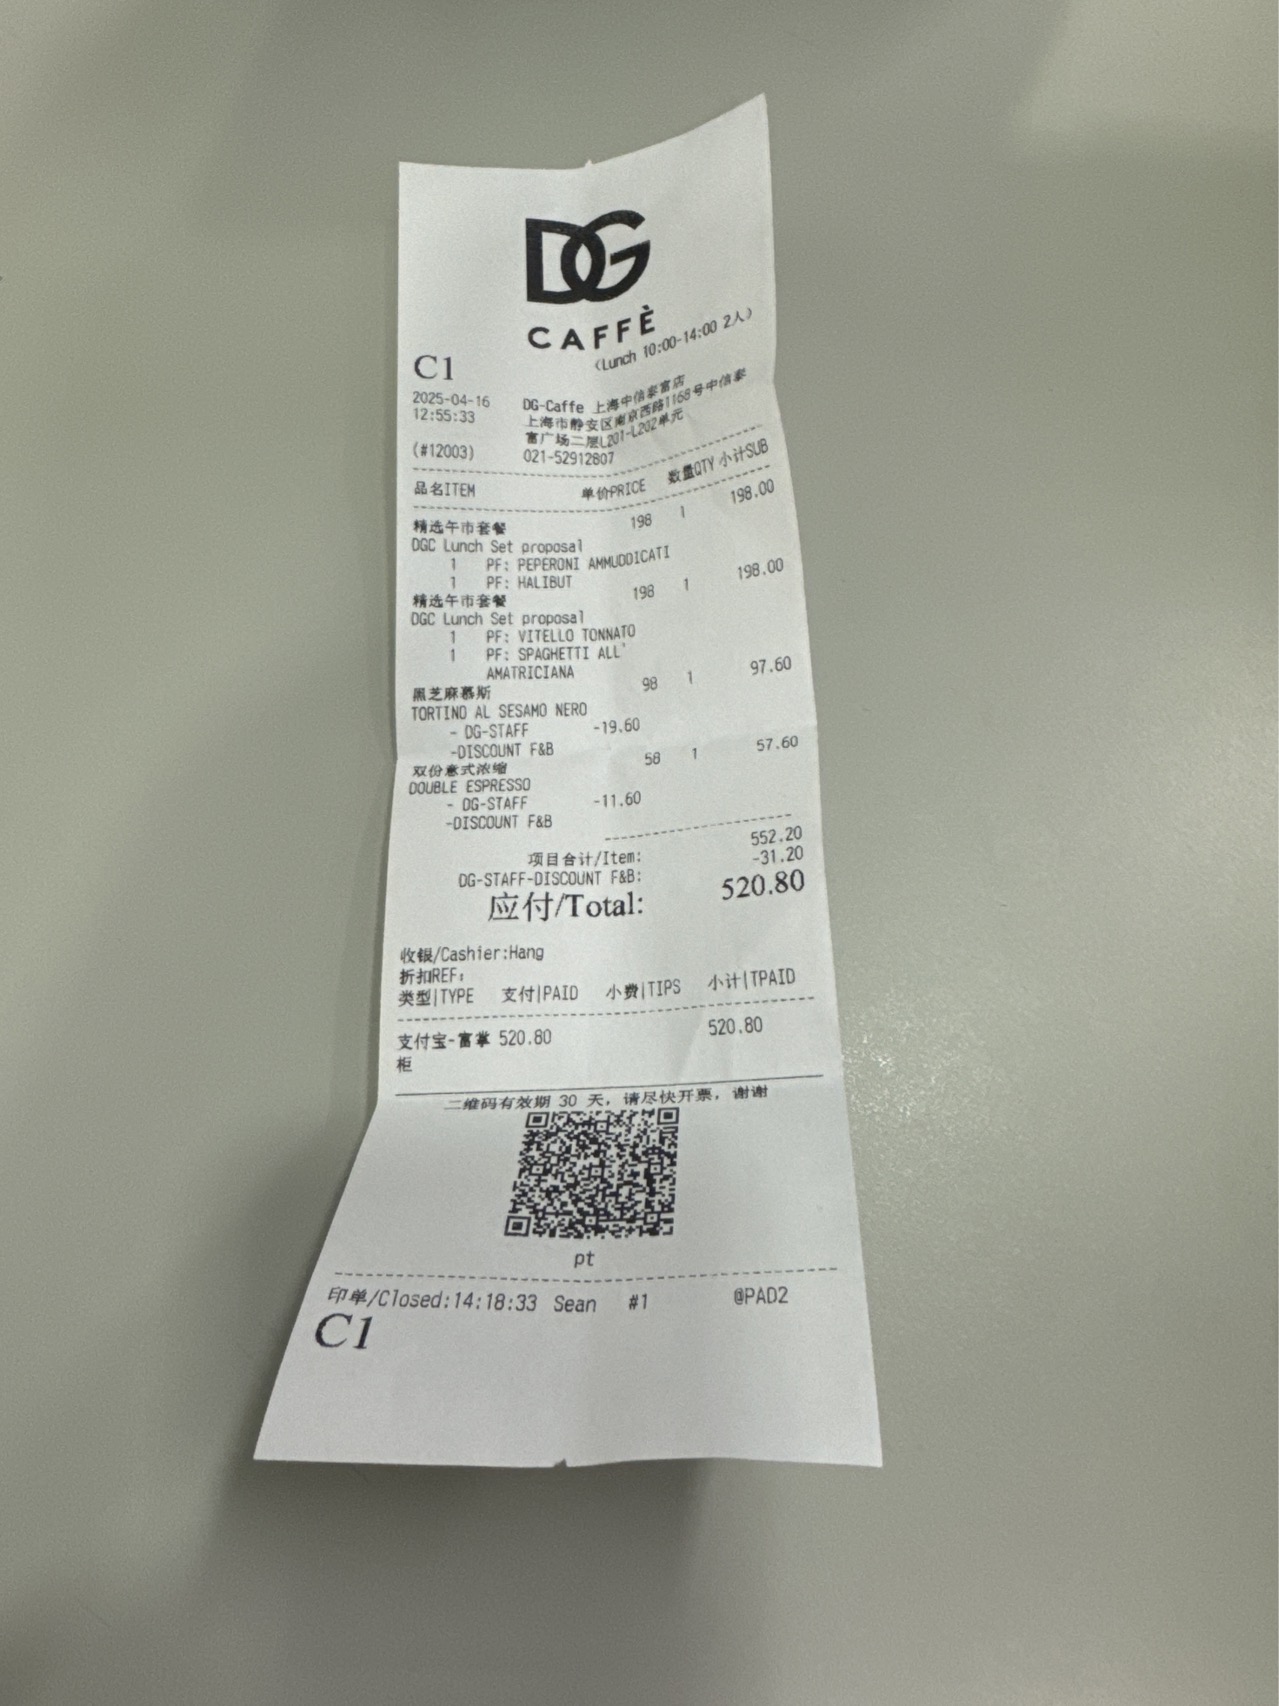 DG
CAFFÈ
(Lunch 10:00-14:00 2人)
C1
2025-04-16
12:55:33
(#12003)
DG-Caffe 上海中信泰富店
上海市静安区南京西路1168号中信泰
富广场二层L201-L202单元
021-52912807
品名ITEM 单价PRICE 数量QTY 小计SUB
精选午市套餐 198 1 198.00
DGC Lunch Set proposal
1 PF: PEPERONI AMMUDDICATI
1 PF: HALIBUT
精选午市套餐 198 1 198.00
DGC Lunch Set proposal
1 PF: VITELLO TONNATO
1 PF: SPAGHETTI ALL'
AMATRICIANA
黑芝麻慕斯 98 1 97.60
TORTINO AL SESAMO NERO
- DG-STAFF -19.60
-DISCOUNT F&B
双份意式浓缩 58 1 57.60
DOUBLE ESPRESSO
- DG-STAFF -11.60
-DISCOUNT F&B
项目合计/Item: 552.20
DG-STAFF-DISCOUNT F&B: -31.20
应付/Total: 520.80
收银/Cashier:Hang
折扣REF:
类型|TYPE 支付|PAID 小费|TIPS 小计|TPAID
支付宝-富掌 520.80 520.80
柜
二维码有效期 30 天, 请尽快开票, 谢谢
pt
印单/Closed:14:18:33 Sean #1 @PAD2
C1